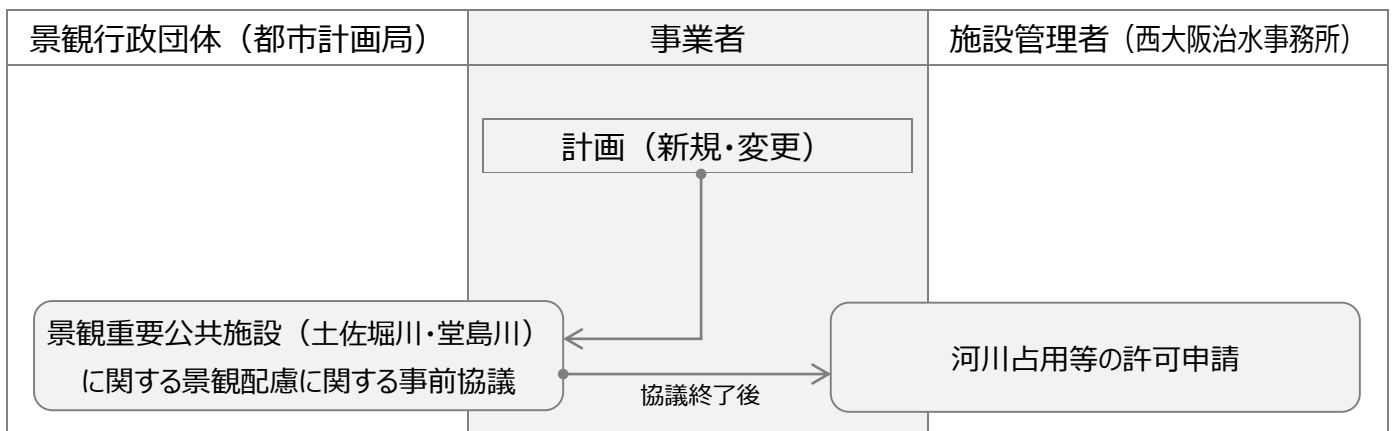 景観行政団体（都市計画局）
事業者
施設管理者（西大阪治水事務所）
計画（新規・変更）
景観重要公共施設（土佐堀川・堂島川）
に関する景観配慮に関する事前協議
協議終了後
河川占用等の許可申請